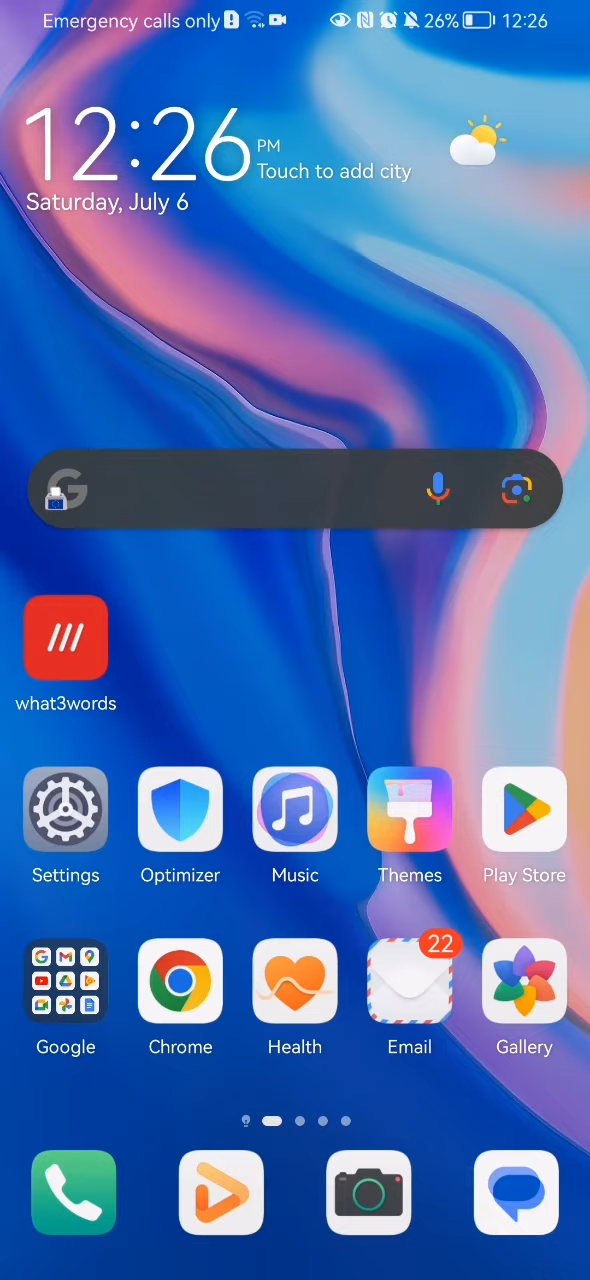 Emergency calls only 26% 12:26
12:26 PM
Touch to add city
Saturday, July 6
G
what3words
Settings Optimizer Music Themes Play Store
22
Google Chrome Health Email Gallery